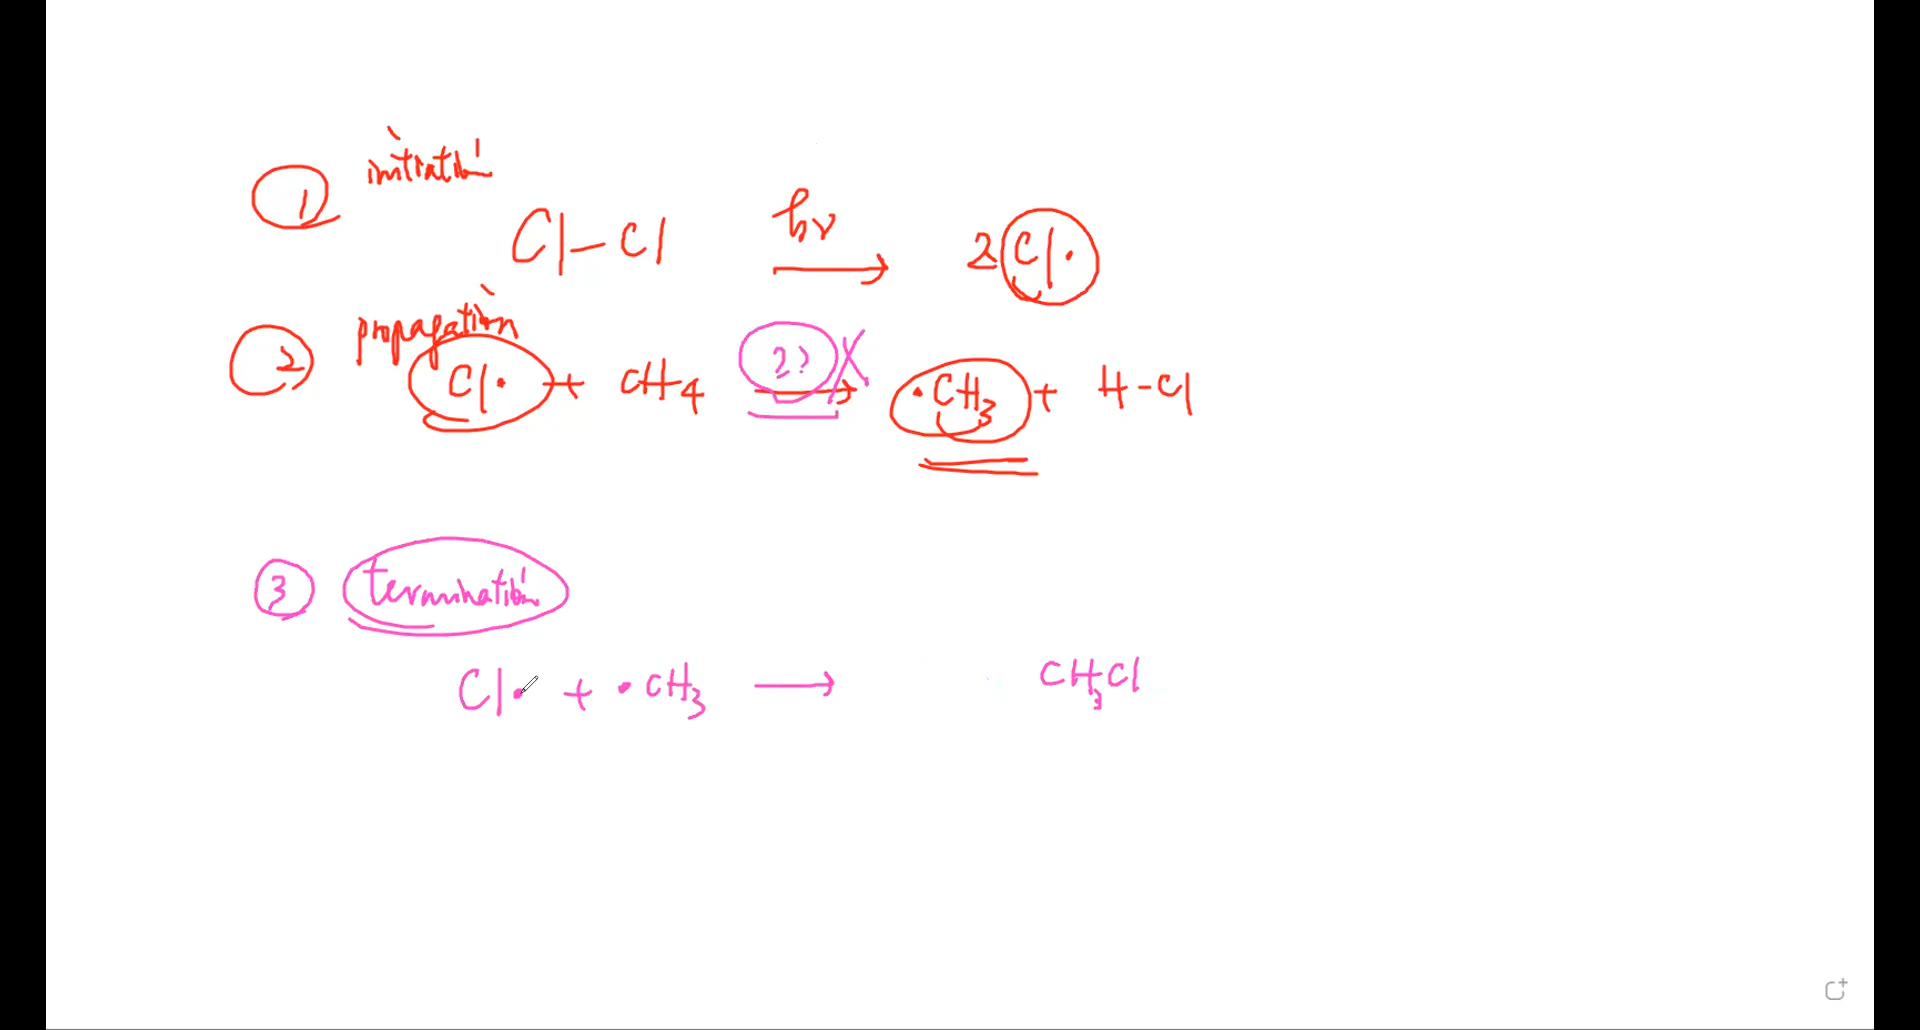 ① initiation
Cl–Cl hν → 2Cl·
② propagation
Cl· + CH4 ?? → ·CH3 + H–Cl
③ termination
Cl· + ·CH3 → CH3Cl